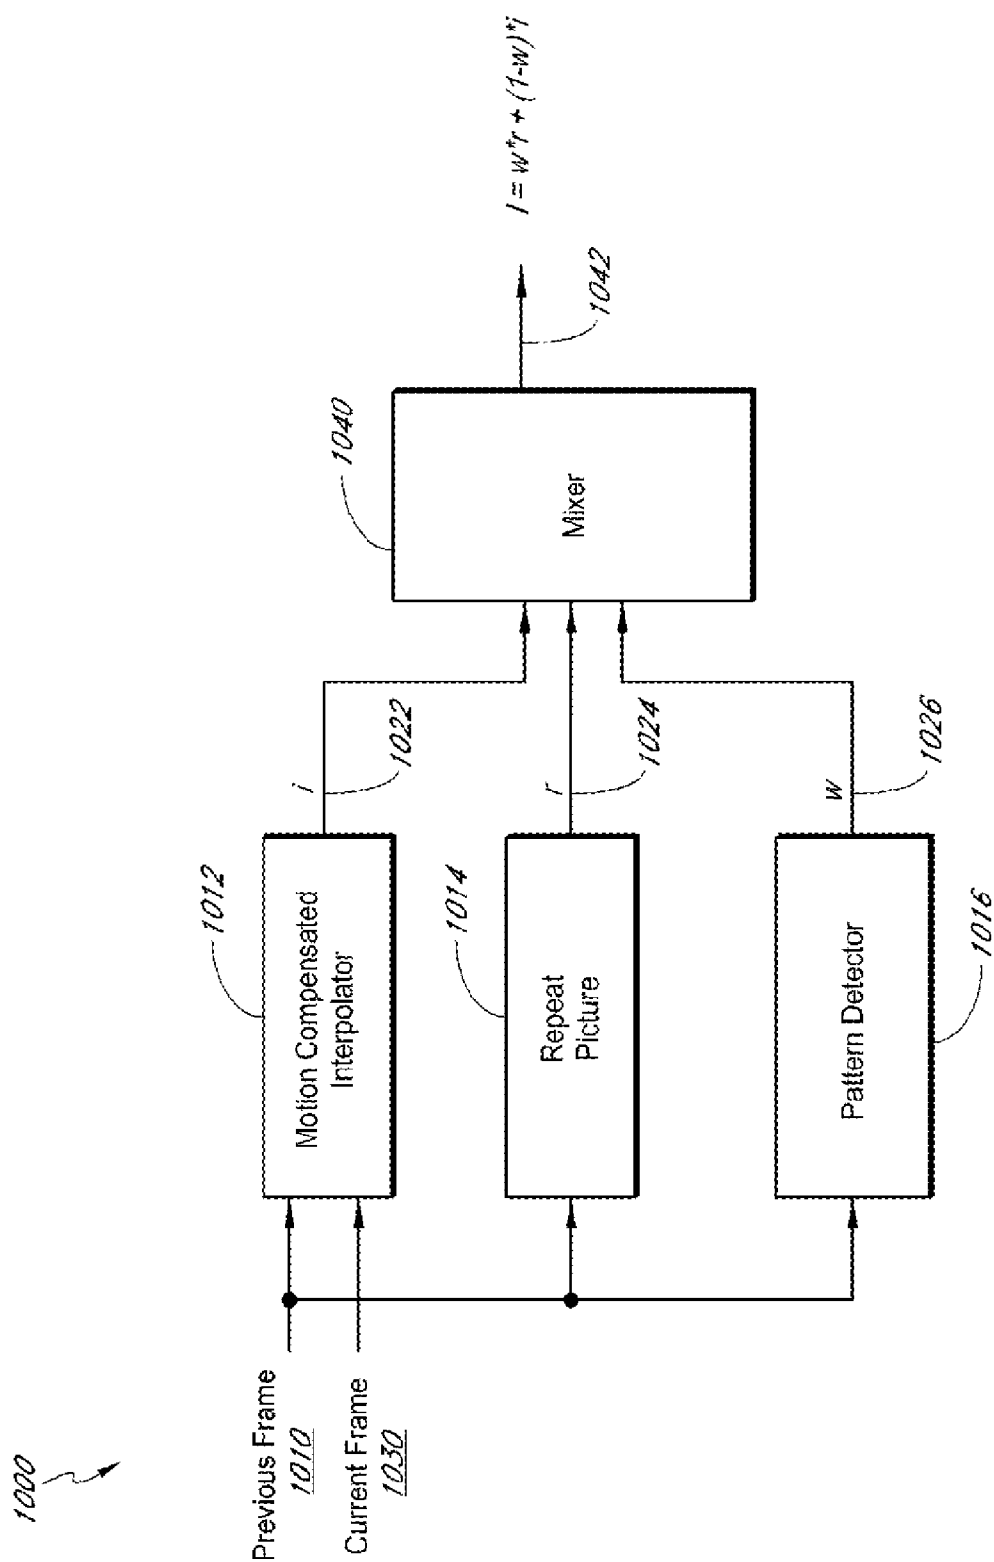 1000
Previous Frame
1010
Current Frame
1030
1012
Motion Compensated
Interpolator
i
1022
1014
Repeat
Picture
r
1024
Pattern Detector
1016
w
1026
1040
Mixer
1042
I = w*r + (1-w)*i